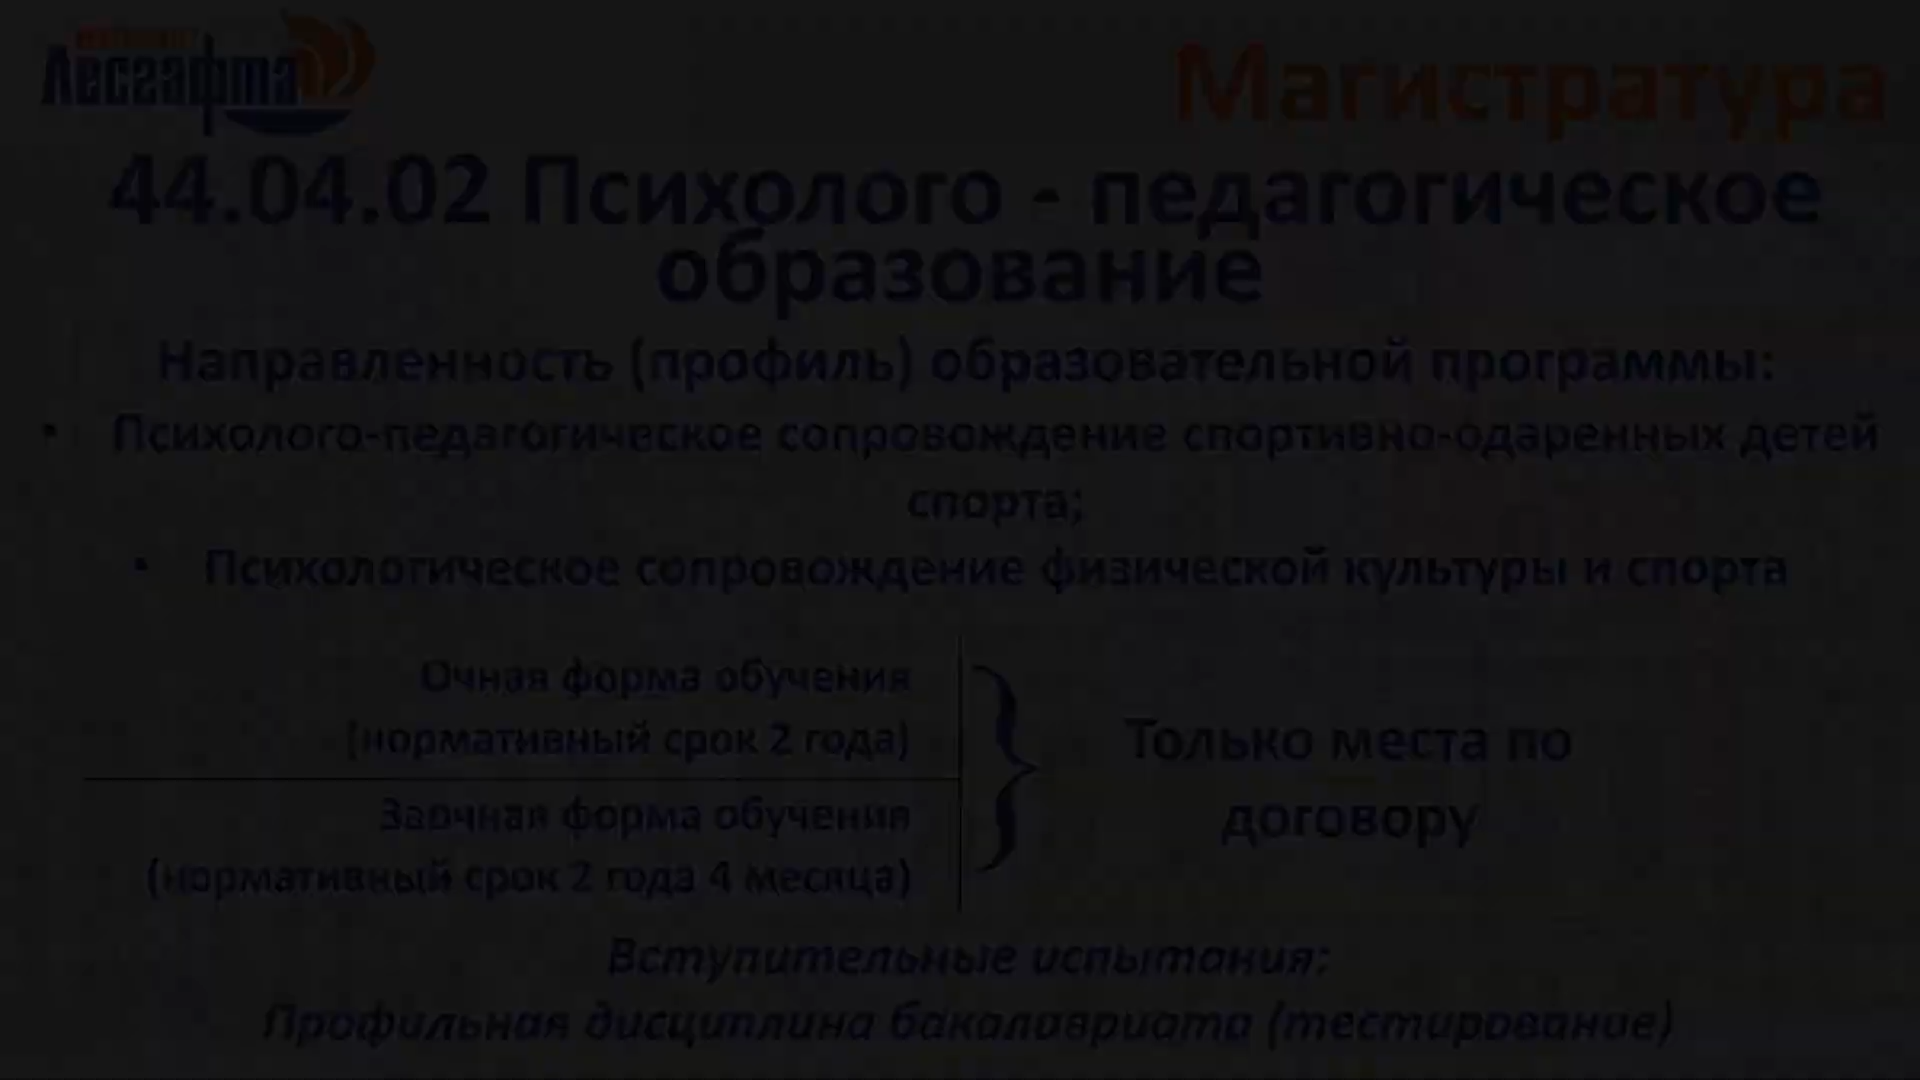 Лесгафта
Магистратура
44.04.02 Психолого - педагогическое
образование
Направленность (профиль) образовательной программы:
• Психолого-педагогическое сопровождение спортивно-одаренных детей
спорта;
• Психологическое сопровождение физической культуры и спорта
Очная форма обучения
(нормативный срок 2 года)
Заочная форма обучения
(нормативный срок 2 года 4 месяца)
Только места по
договору
Вступительные испытания:
Профильная дисциплина бакалавриата (тестирование)